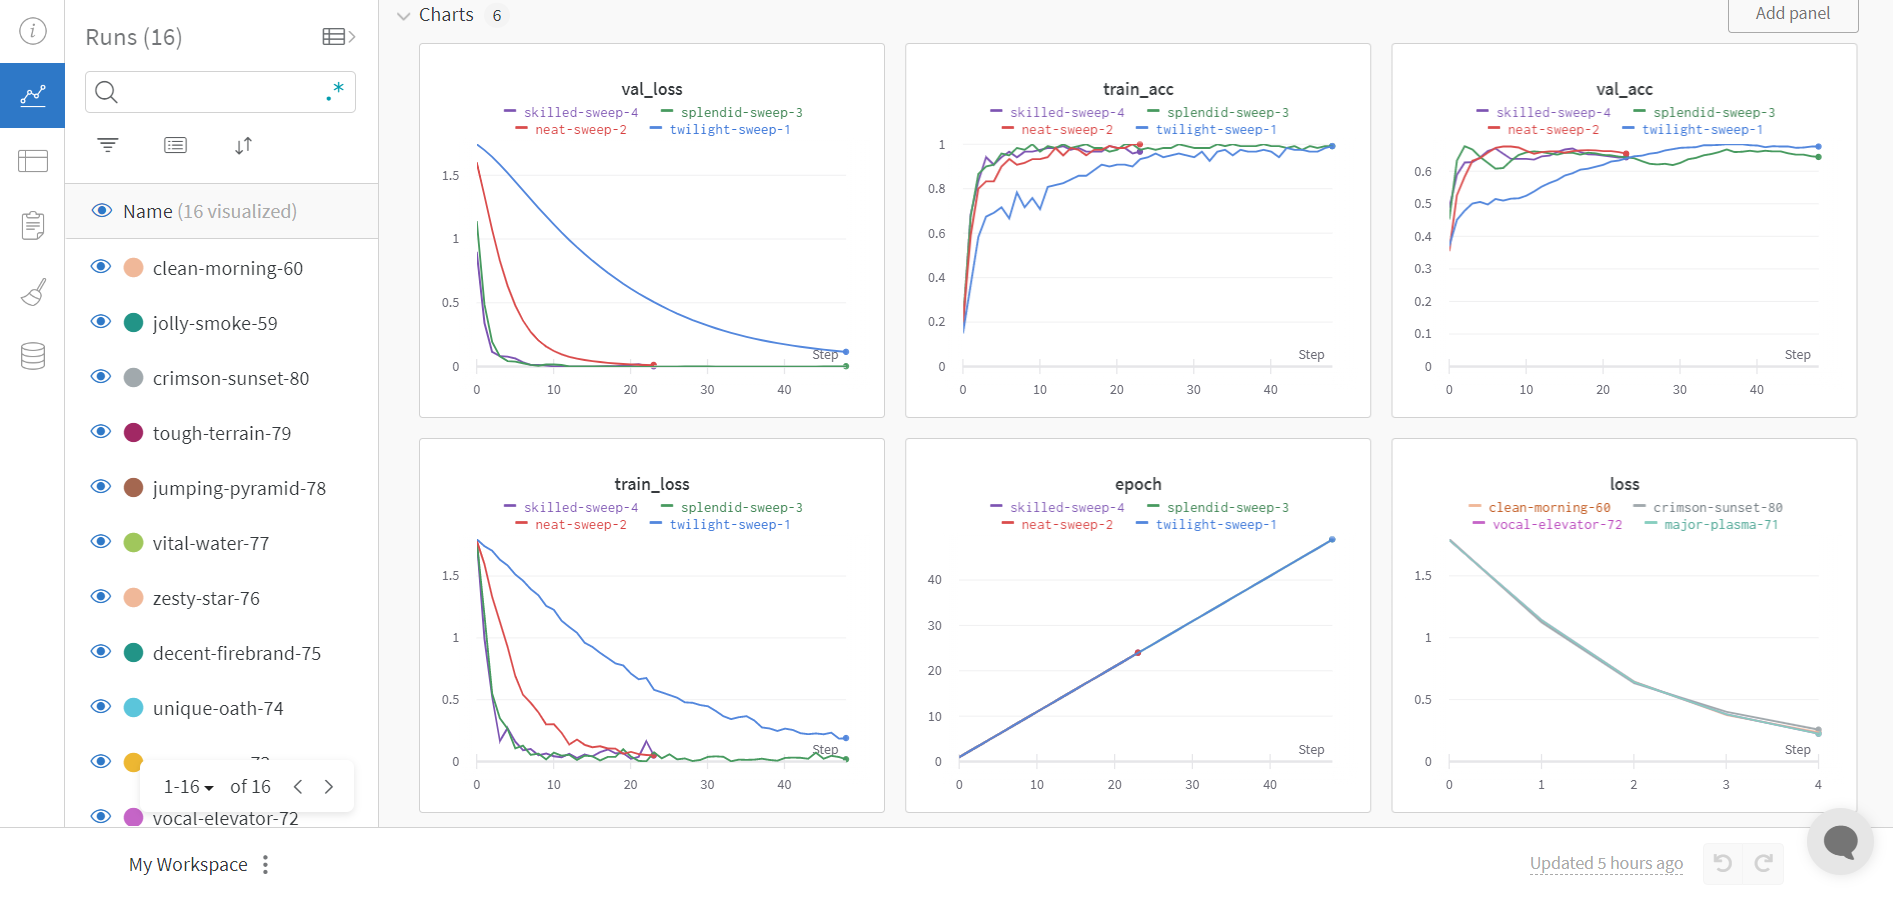 Charts 6
Add panel
Runs (16)
.*
Name (16 visualized)
clean-morning-60
jolly-smoke-59
crimson-sunset-80
tough-terrain-79
jumping-pyramid-78
vital-water-77
zesty-star-76
decent-firebrand-75
unique-oath-74
vocal-elevator-72
1-16 of 16
val_loss
skilled-sweep-4 splendid-sweep-3
neat-sweep-2 twilight-sweep-1
1.5
1
0.5
0
Step
0 10 20 30 40
train_acc
skilled-sweep-4 splendid-sweep-3
neat-sweep-2 twilight-sweep-1
1
0.8
0.6
0.4
0.2
0
Step
0 10 20 30 40
val_acc
skilled-sweep-4 splendid-sweep-3
neat-sweep-2 twilight-sweep-1
0.6
0.5
0.4
0.3
0.2
0.1
0
Step
0 10 20 30 40
train_loss
skilled-sweep-4 splendid-sweep-3
neat-sweep-2 twilight-sweep-1
1.5
1
0.5
0
Step
0 10 20 30 40
epoch
skilled-sweep-4 splendid-sweep-3
neat-sweep-2 twilight-sweep-1
40
30
20
10
0
Step
0 10 20 30 40
loss
clean-morning-60 crimson-sunset-80
vocal-elevator-72 major-plasma-71
1.5
1
0.5
0
Step
0 1 2 3 4
My Workspace
Updated 5 hours ago